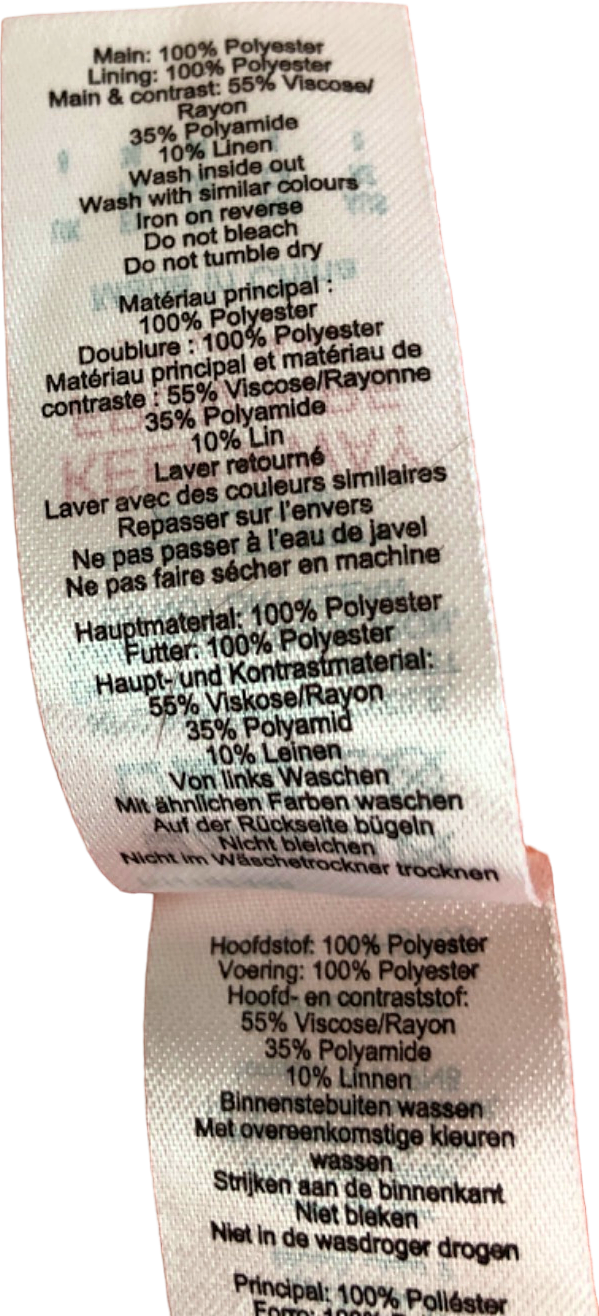 Main: 100% Polyester
Lining: 100% Polyester
Main & contrast: 55% Viscose/
Rayon
35% Polyamide
10% Linen
Wash inside out
Wash with similar colours
Iron on reverse
Do not bleach
Do not tumble dry
Matériau principal :
100% Polyester
Doublure : 100% Polyester
Matériau principal et matériau de
contraste : 55% Viscose/Rayonne
35% Polyamide
10% Lin
Laver retourné
Laver avec des couleurs similaires
Repasser sur l'envers
Ne pas passer à l'eau de javel
Ne pas faire sécher en machine
Hauptmaterial: 100% Polyester
Futter: 100% Polyester
Haupt- und Kontrastmaterial:
55% Viskose/Rayon
35% Polyamid
10% Leinen
Von links Waschen
Mit ähnlichen Farben waschen
Auf der Rückseite bügeln
Nicht bleichen
Nicht im Wäschetrockner trocknen
Hoofdstof: 100% Polyester
Voering: 100% Polyester
Hoofd- en contraststof:
55% Viscose/Rayon
35% Polyamide
10% Linnen
Binnenstebuiten wassen
Met overeenkomstige kleuren
wassen
Strijken aan de binnenkant
Niet bleken
Niet in de wasdroger drogen
Principal: 100% Poliéster